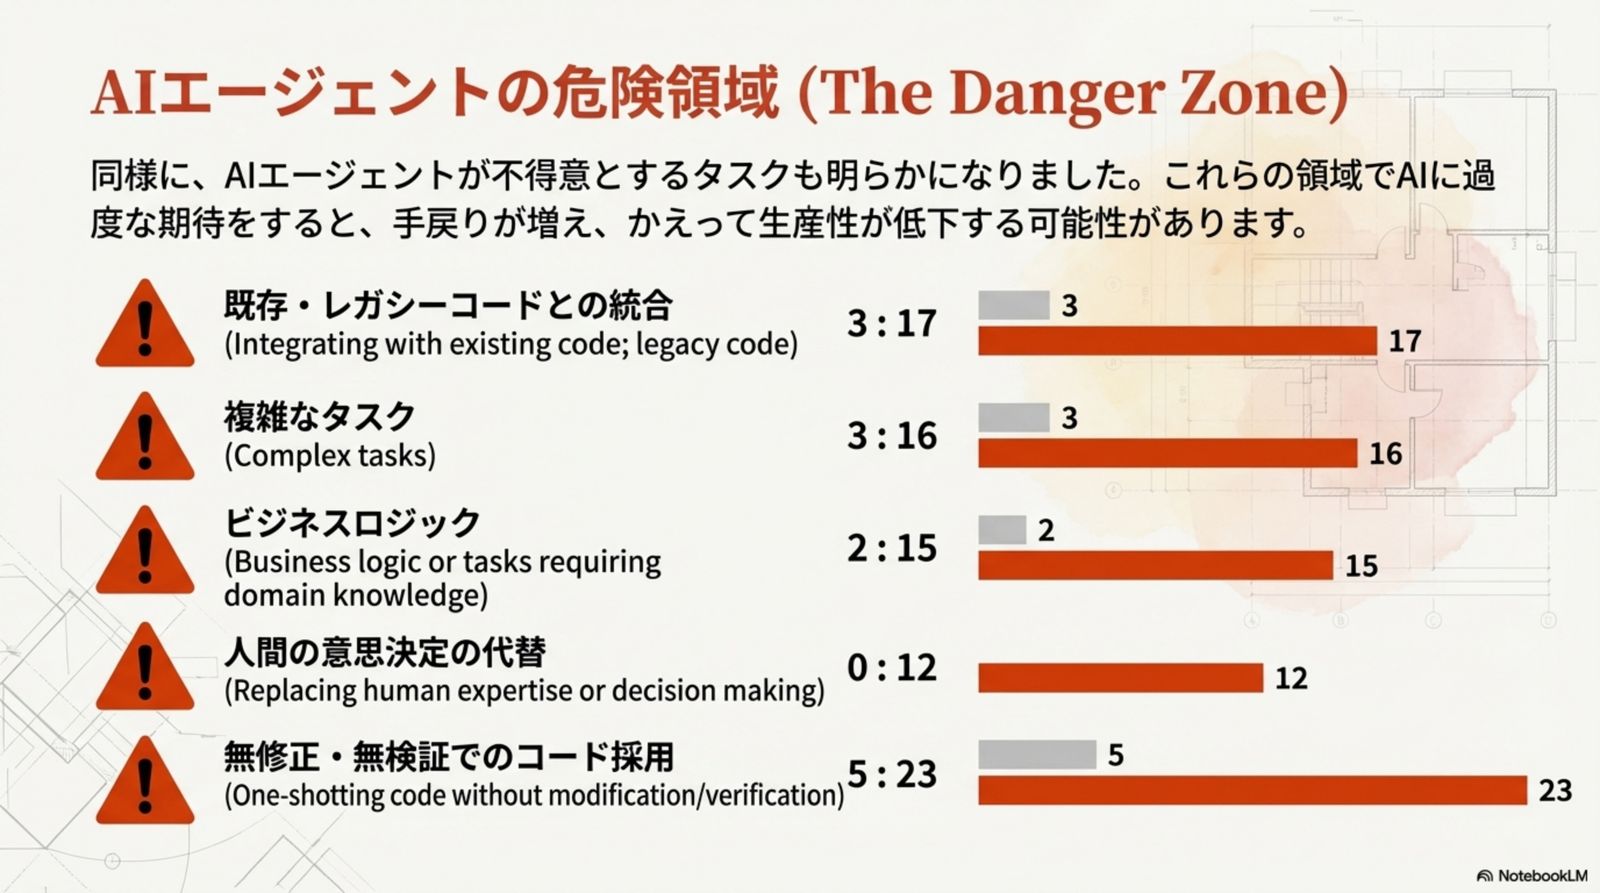 AIエージェントの危険領域 (The Danger Zone)
同様に、AIエージェントが不得意とするタスクも明らかになりました。これらの領域でAIに過
度な期待をすると、手戻りが増え、かえって生産性が低下する可能性があります。
既存・レガシーコードとの統合
(Integrating with existing code; legacy code)
3 : 17
3
17
複雑なタスク
(Complex tasks)
3 : 16
3
16
ビジネスロジック
(Business logic or tasks requiring
domain knowledge)
2 : 15
2
15
人間の意思決定の代替
(Replacing human expertise or decision making)
0 : 12
12
無修正・無検証でのコード採用
(One-shotting code without modification/verification)
5 : 23
5
23
NotebookLM